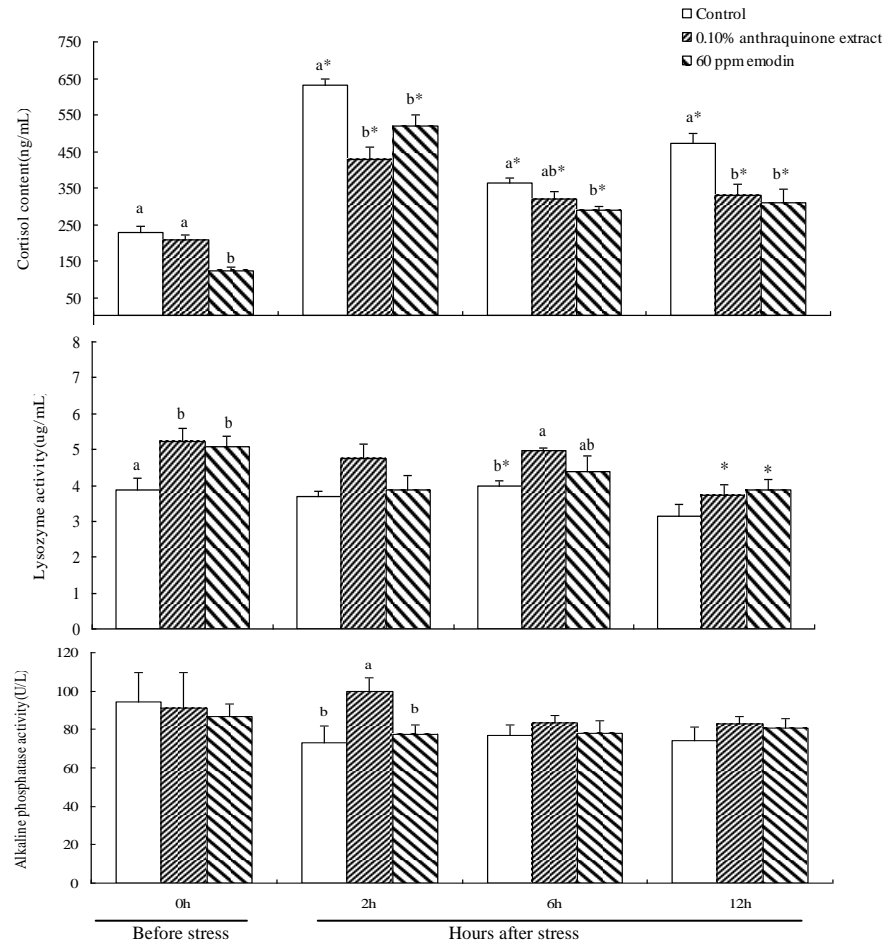 Control
0.10% anthraquinone extract
60 ppm emodin
Cortisol content(ng/mL)
750
650
550
450
350
250
150
50
a a b
a* b* b*
a* ab* b*
a* b* b*
Lysozyme activity(ug/mL)
8
7
6
5
4
3
2
1
0
a b b
b* a ab
* *
Alkaline phosphatase activity(U/L)
120
100
80
60
40
20
0
b a b
0h 2h 6h 12h
Before stress Hours after stress